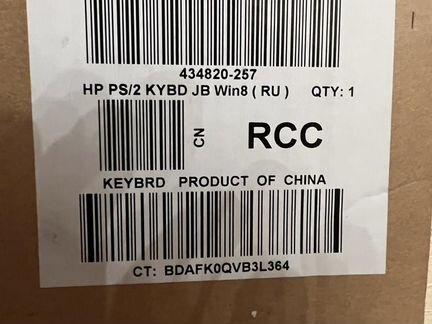 434820-257
HP PS/2 KYBD JB Win8 ( RU ) QTY: 1
CN
RCC
KEYBRD PRODUCT OF CHINA
CT: BDAFK0QVB3L364